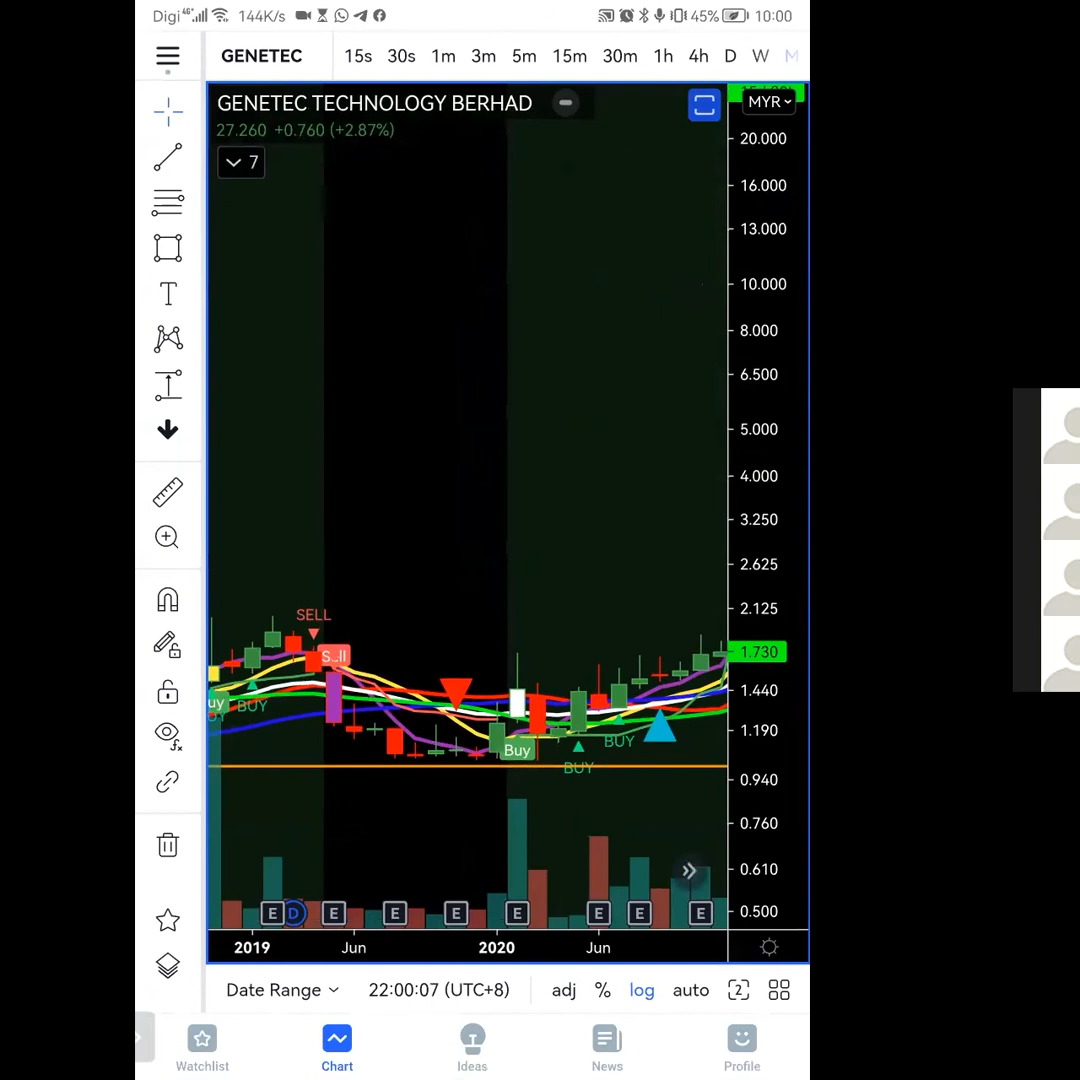 Digi 4G 144K/s 45% 10:00
GENETEC 15s 30s 1m 3m 5m 15m 30m 1h 4h D W M
GENETEC TECHNOLOGY BERHAD
MYR
27.260 +0.760 (+2.87%)
7
20.000
16.000
13.000
10.000
8.000
6.500
5.000
4.000
3.250
2.625
2.125
SELL
S..ll
1.730
1.440
uy
BUY
1.190
BUY
Buy
BUY
0.940
0.760
0.610
0.500
E D E E E E E E E
2019 Jun 2020 Jun
Date Range 22:00:07 (UTC+8) adj % log auto 2
Watchlist Chart Ideas News Profile